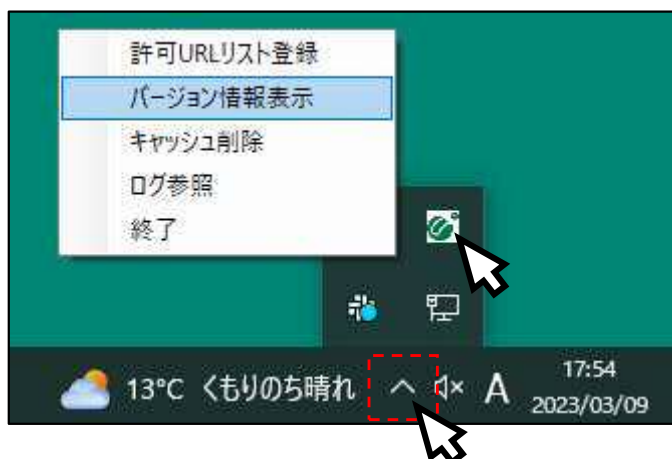 許可URLリスト登録
バージョン情報表示
キャッシュ削除
ログ参照
終了
13°C くもりのち晴れ
A
17:54
2023/03/09